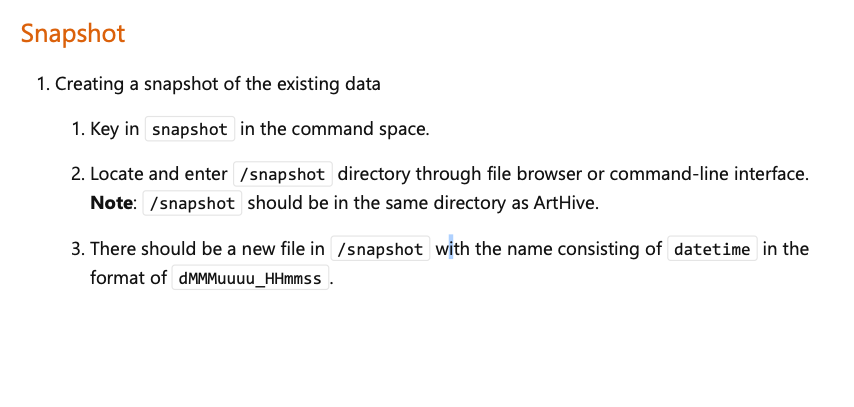 Snapshot
1. Creating a snapshot of the existing data
1. Key in snapshot in the command space.
2. Locate and enter /snapshot directory through file browser or command-line interface.
Note: /snapshot should be in the same directory as ArtHive.
3. There should be a new file in /snapshot with the name consisting of datetime in the
format of dMMMuuuu_HHmmss.